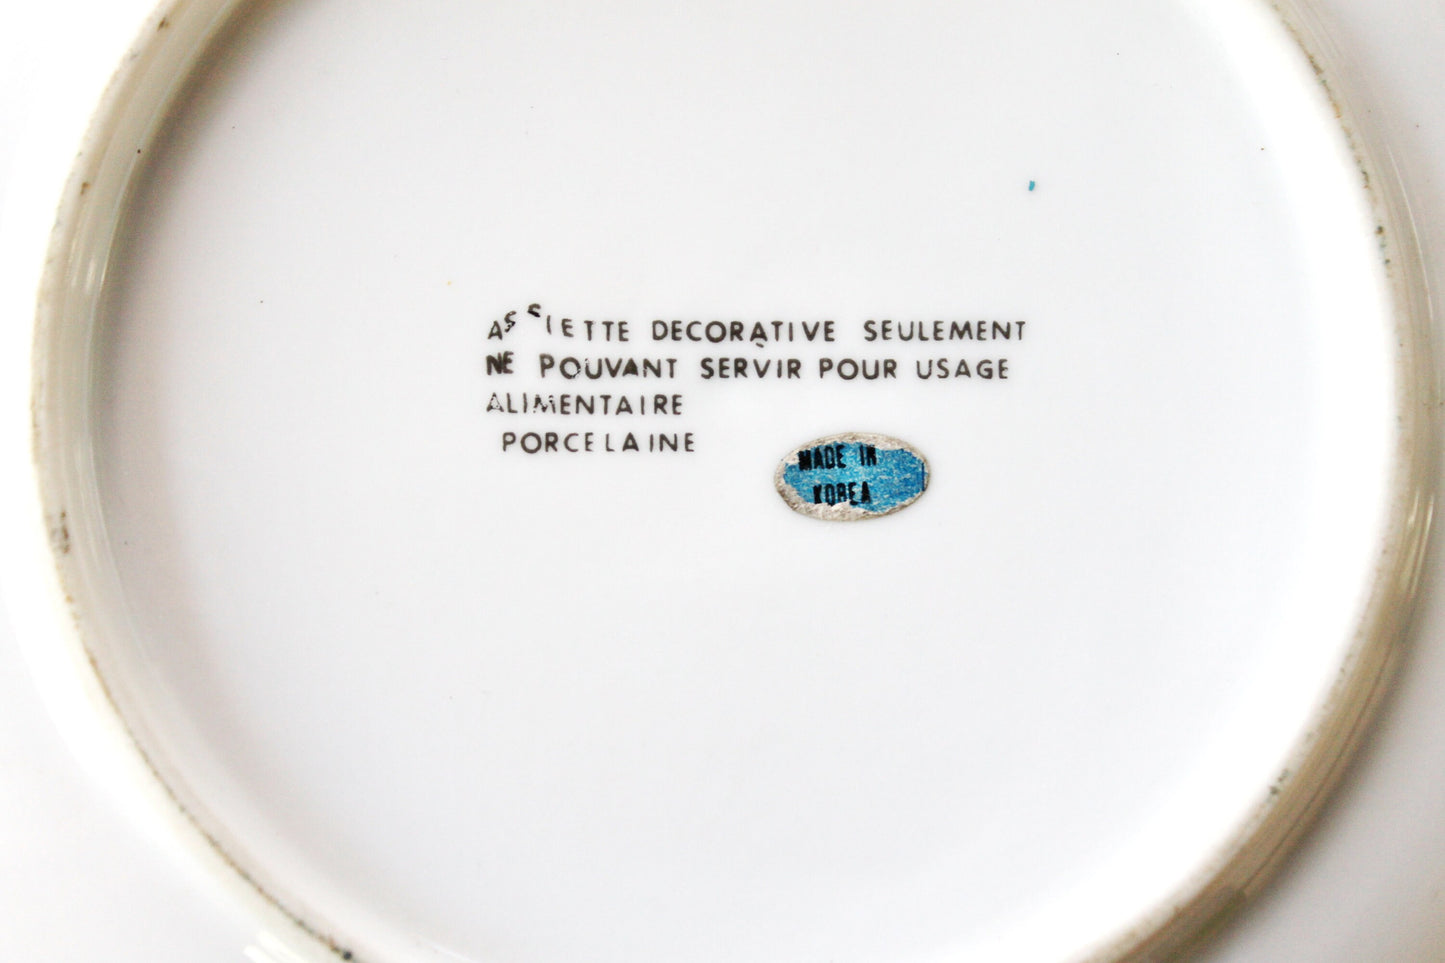 ASSIETTE DECORATIVE SEULEMENT
NE POUVANT SERVIR POUR USAGE
ALIMENTAIRE
PORCELAINE
MADE IN
KOREA